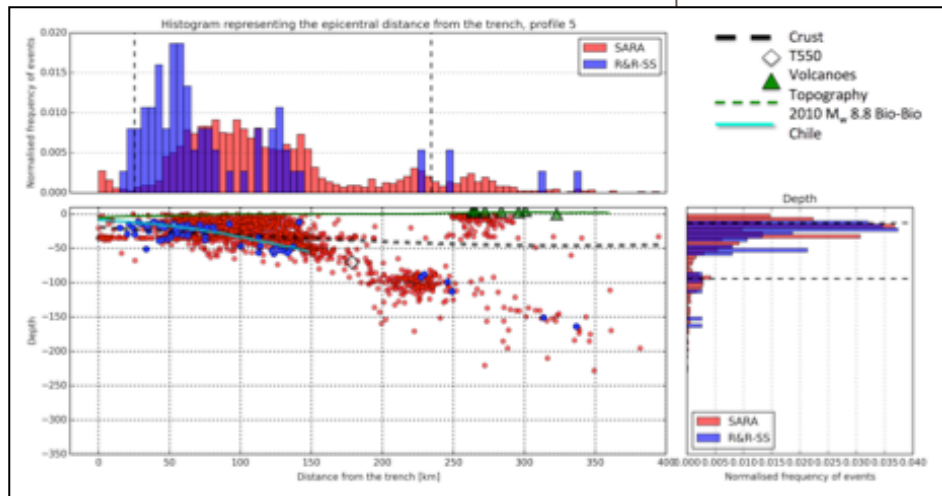 Histogram representing the epicentral distance from the trench, profile 5
Normalised frequency of events
0.020
0.015
0.010
0.005
0.000
SARA
R&R-SS
Crust
T550
Volcanoes
Topography
2010 Mw 8.8 Bio-Bio
Chile
Depth
0
−50
−100
−150
−200
−250
−300
−350
0 50 100 150 200 250 300 350 400
Distance from the trench [km]
Depth
SARA
R&R-SS
0.000 0.005 0.010 0.015 0.020 0.025 0.030 0.035 0.040
Normalised frequency of events